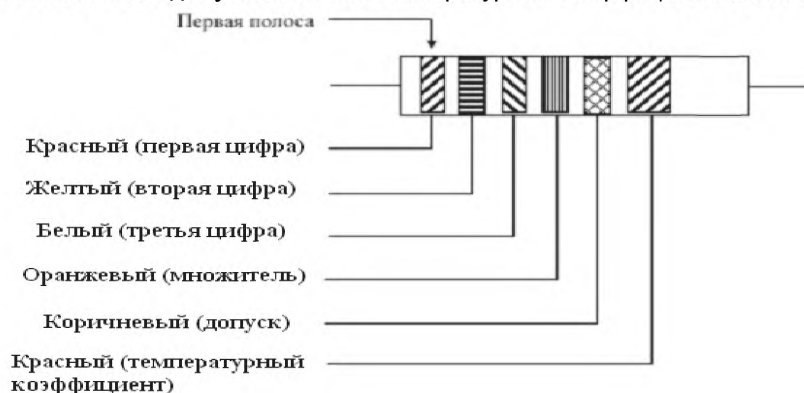 Первая полоса
Красный (первая цифра)
Желтый (вторая цифра)
Белый (третья цифра)
Оранжевый (множитель)
Коричневый (допуск)
Красный (температурный
коэффициент)